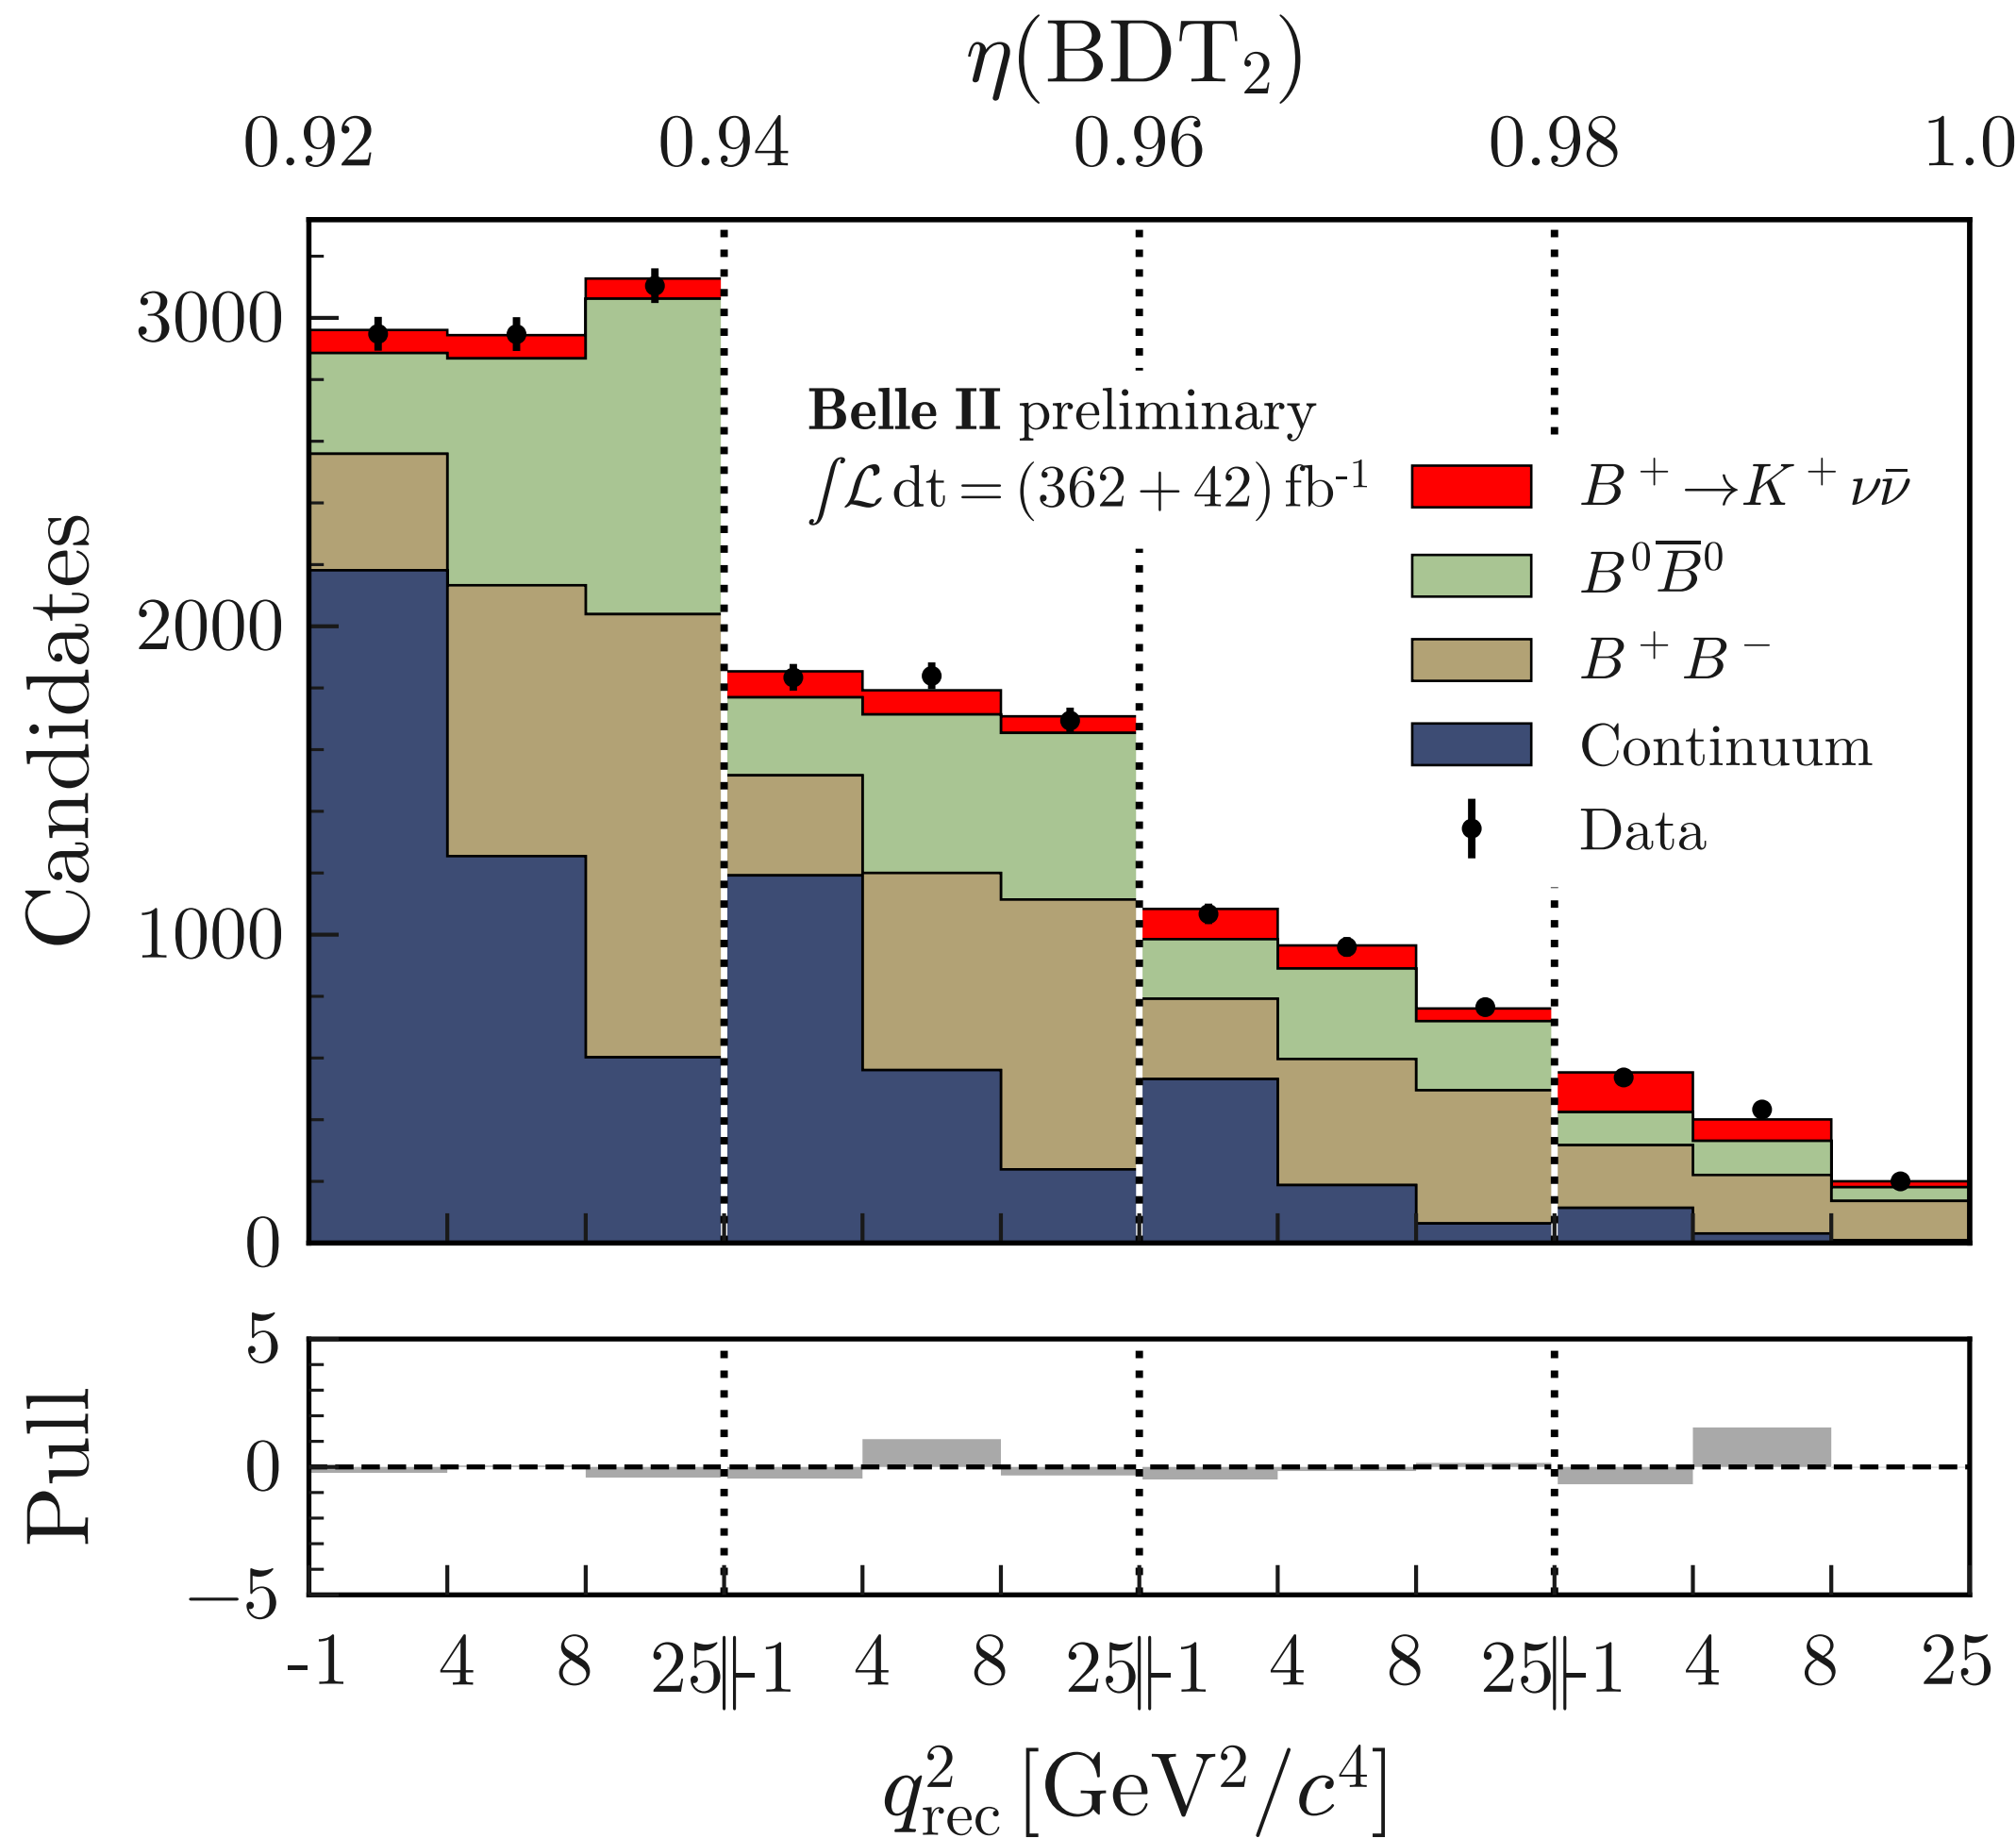 η(BDT₂)
0.92 0.94 0.96 0.98 1.0
Candidates
3000
2000
1000
0
Belle II preliminary
∫ℒ dt = (362 + 42) fb⁻¹
B⁺→K⁺νν̄
B⁰B̅⁰
B⁺B⁻
Continuum
Data
Pull
5
0
−5
-1 4 8 25||-1 4 8 25||-1 4 8 25||-1 4 8 25
q²rec [GeV²/c⁴]